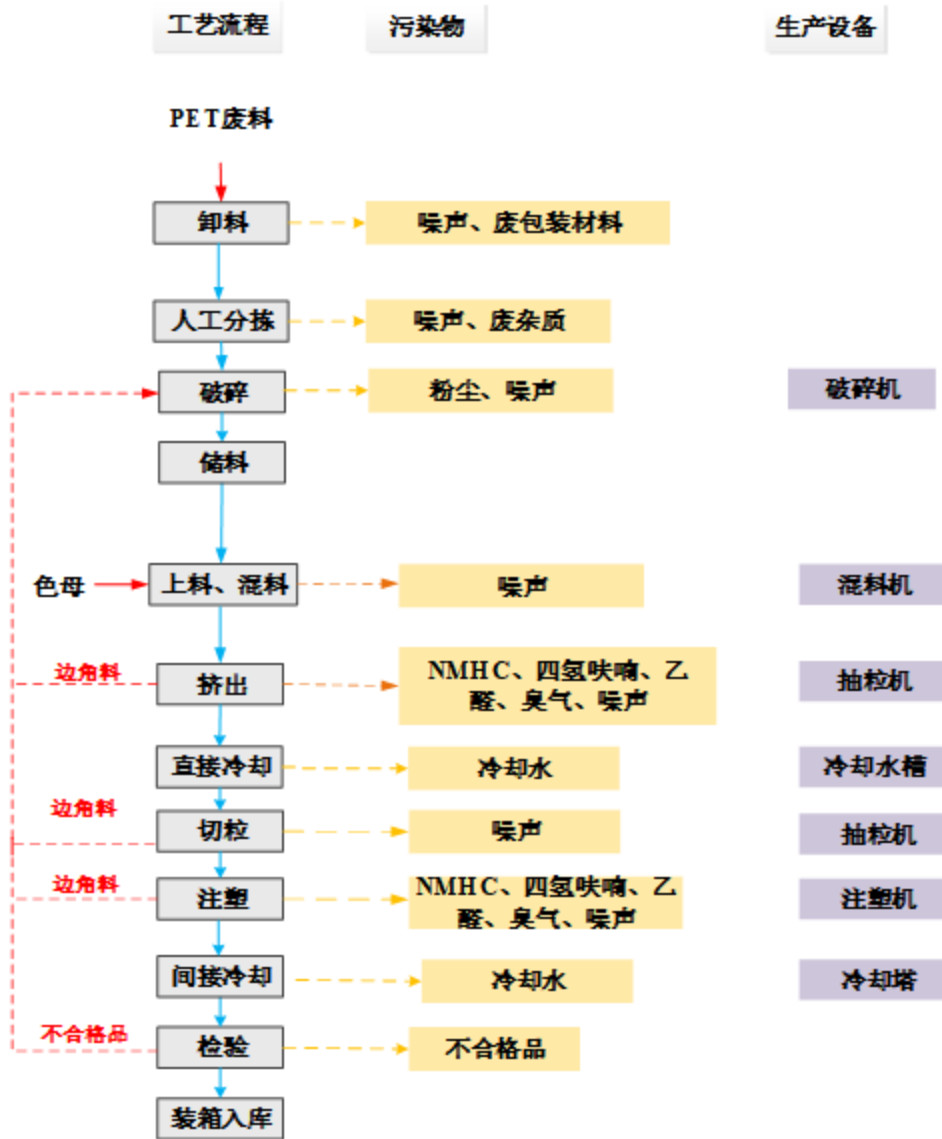 工艺流程
污染物
生产设备
PET废料
卸料
噪声、废包装材料
人工分拣
噪声、废杂质
破碎
粉尘、噪声
破碎机
储料
色母
上料、混料
噪声
混料机
边角料
挤出
NMHC、四氢呋喃、乙
醛、臭气、噪声
抽粒机
直接冷却
冷却水
冷却水槽
边角料
切粒
噪声
抽粒机
边角料
注塑
NMHC、四氢呋喃、乙
醛、臭气、噪声
注塑机
间接冷却
冷却水
冷却塔
不合格品
检验
不合格品
装箱入库